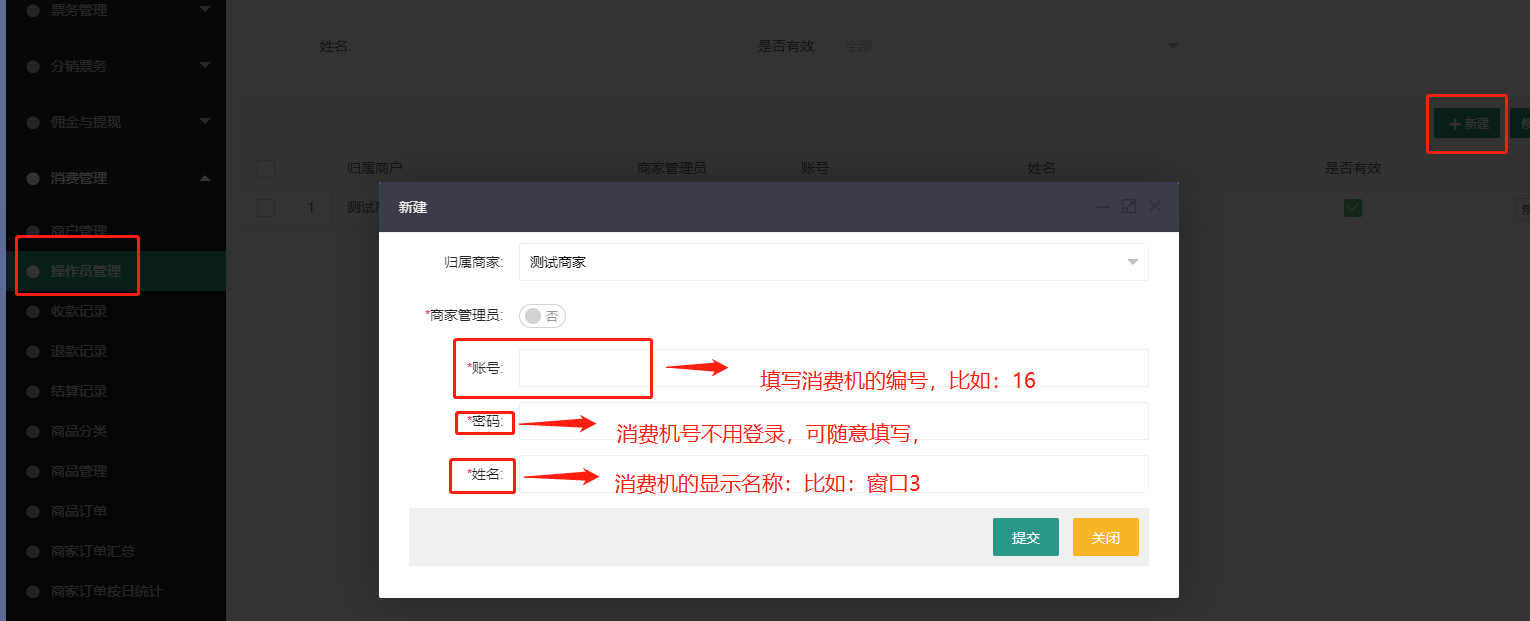 票务管理
姓名:
是否有效:
全部
分销票务
佣金与提现
新建
消费管理
归属商户
商家管理员
账号
姓名
是否有效
1
商户管理
新建
操作员管理
归属商家:
测试商家
收款记录
*商家管理员:
否
退款记录
*账号:
填写消费机的编号，比如：16
结算记录
*密码:
消费机号不用登录，可随意填写，
商品分类
*姓名:
消费机的显示名称：比如：窗口3
商品管理
商品订单
提交
关闭
商家订单汇总
商家订单按日统计